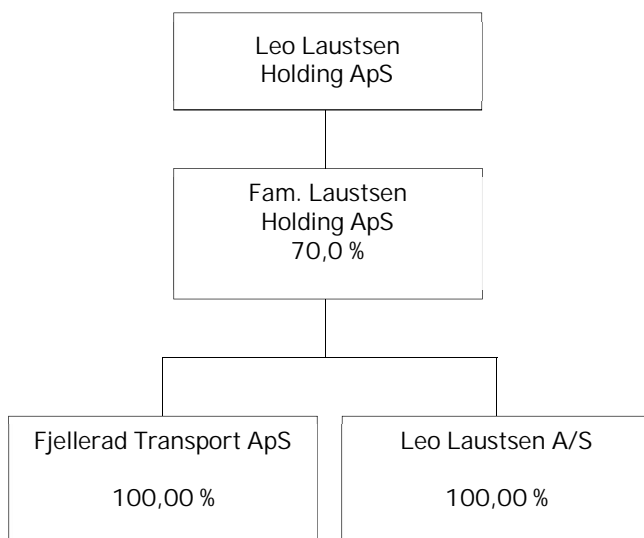 Leo Laustsen
Holding ApS
Fam. Laustsen
Holding ApS
70,0 %
Fjellerad Transport ApS
100,00 %
Leo Laustsen A/S
100,00 %